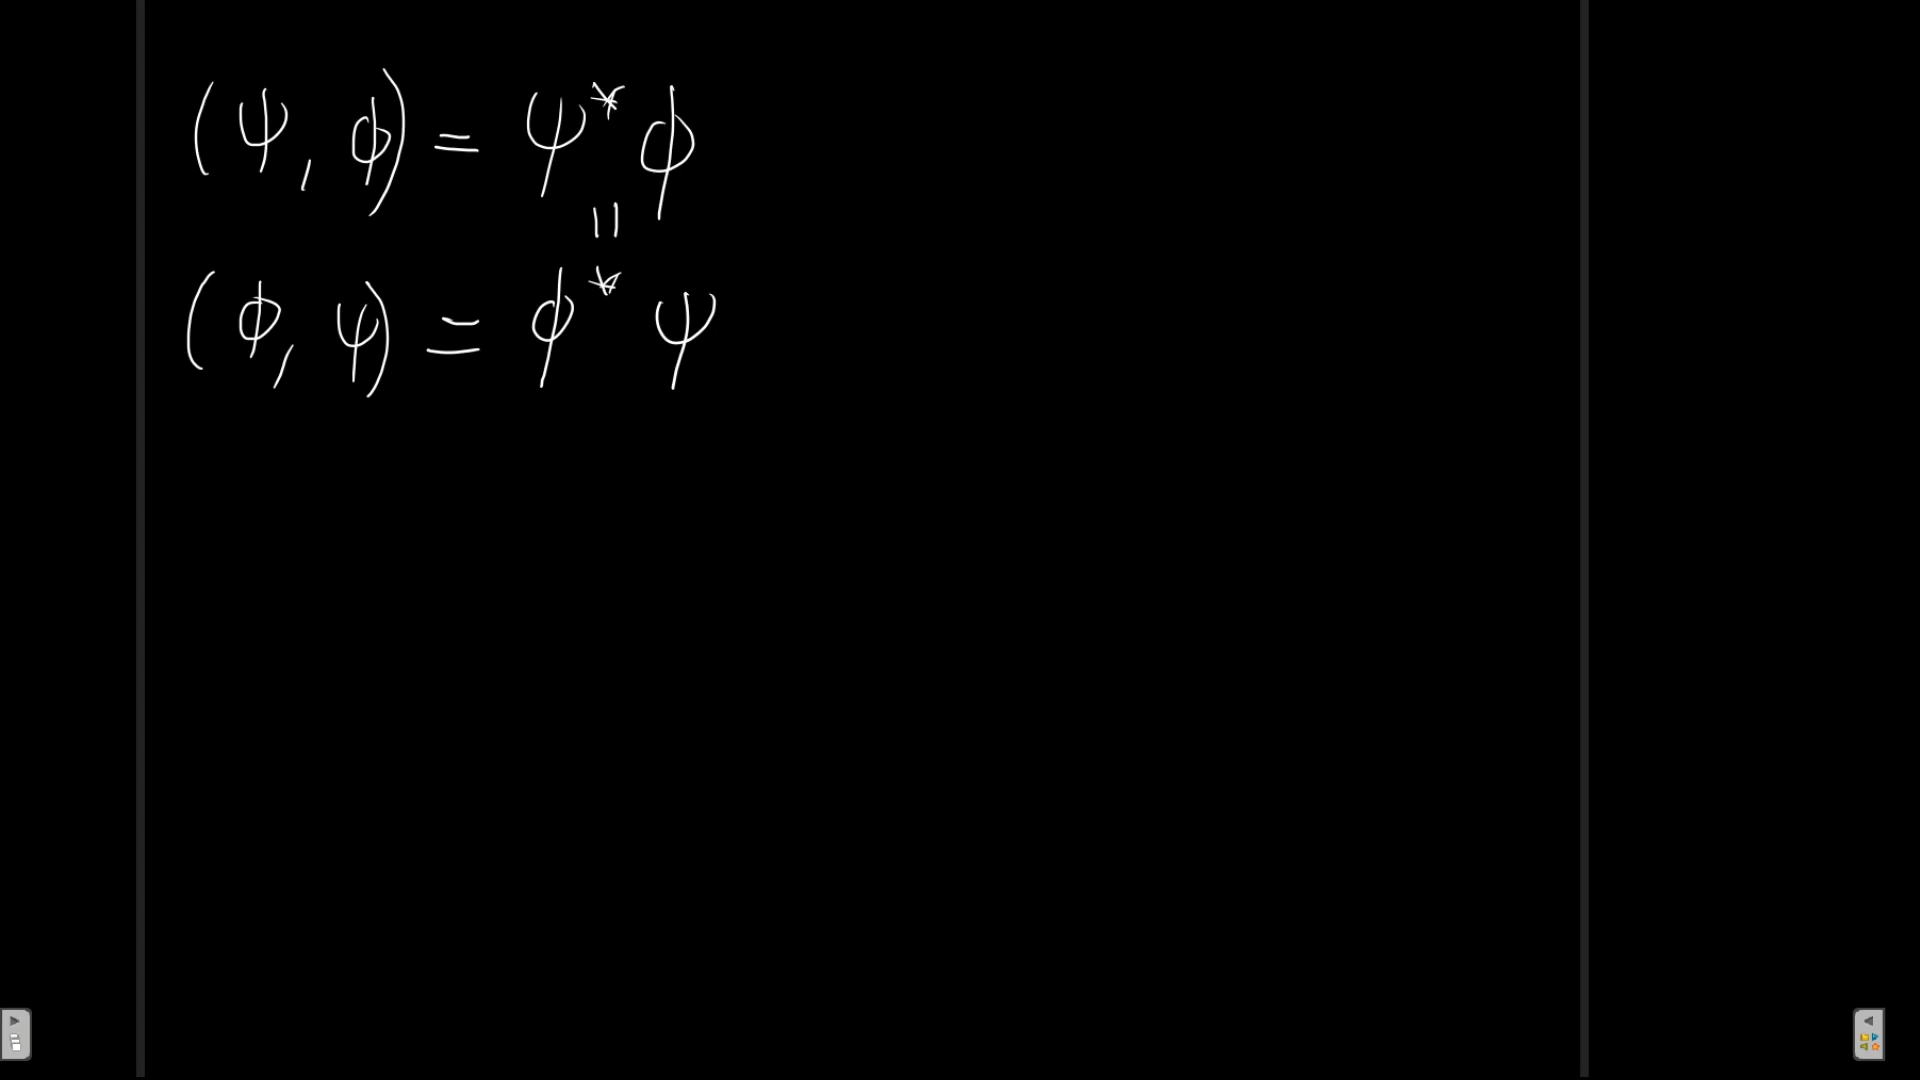 (ψ, ϕ) = ψ* ϕ
||
(ϕ, ψ) = ϕ* ψ